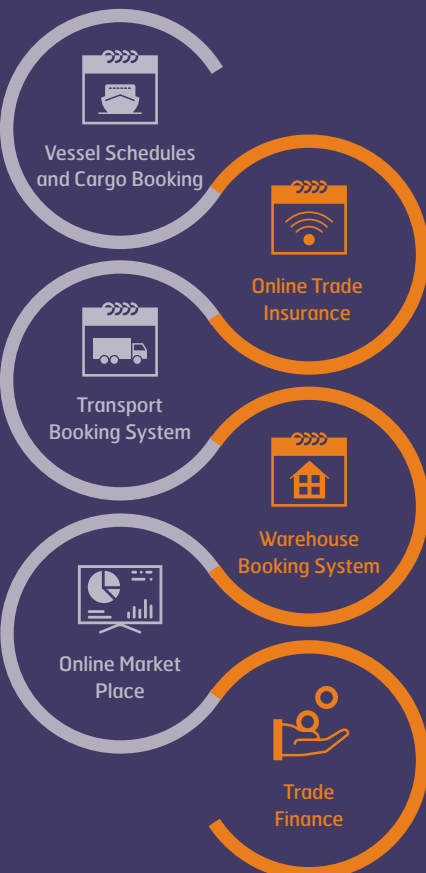 Vessel Schedules
and Cargo Booking
Online Trade
Insurance
Transport
Booking System
Warehouse
Booking System
Online Market
Place
Trade
Finance